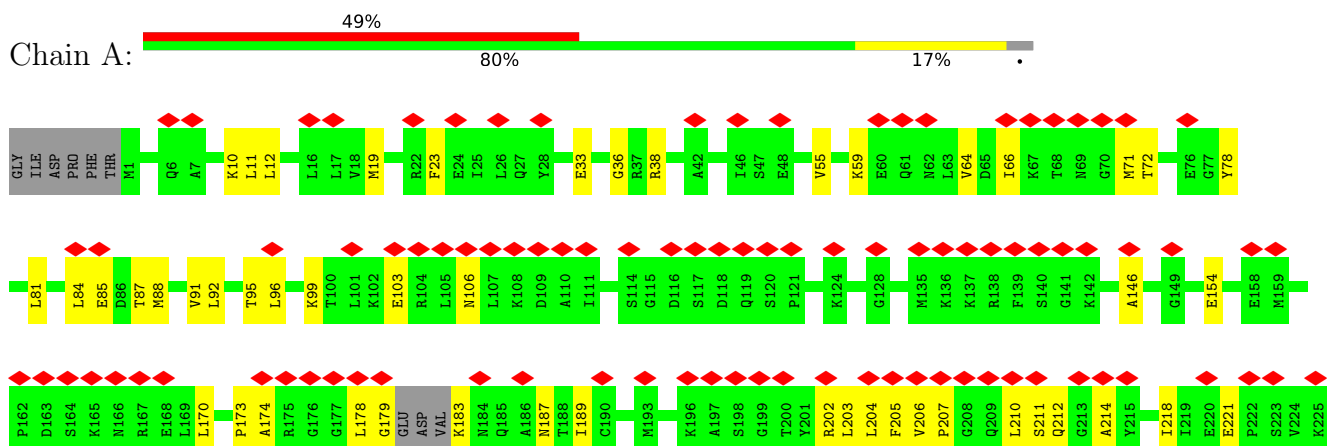 49%
Chain A:
80% 17% •
GLY ILE ASP PRO PHE THR M1 Q6 A7 K10 L11 L12 L16 L17 V18 M19 R22 F23 E24 I25 L26 Q27 Y28 E33 G36 R37 R38 A42 I46 S47 E48 V55 K59 E60 Q61 N62 L63 V64 D65 I66 K67 T68 N69 G70 M71 T72 E76 G77 Y78
L81 L84 E85 D86 T87 M88 V91 L92 T95 L96 K99 T100 L101 K102 E103 R104 L105 N106 L107 K108 D109 A110 I111 S114 G115 D116 S117 D118 Q119 S120 P121 K124 G128 M135 K136 K137 R138 F139 S140 G141 K142 A146 G149 E154 E158 M159
P162 D163 S164 K165 N166 R167 E168 L169 L170 P173 A174 R175 G176 G177 L178 G179 GLU ASP VAL K183 N184 Q185 A186 N187 T188 I189 C190 M193 K196 A197 S198 G199 T200 Y201 R202 L203 L204 F205 V206 P207 G208 Q209 L210 S211 Q212 G213 A214 Y215 I218 I219 E220 E221 P222 S223 V224 K225